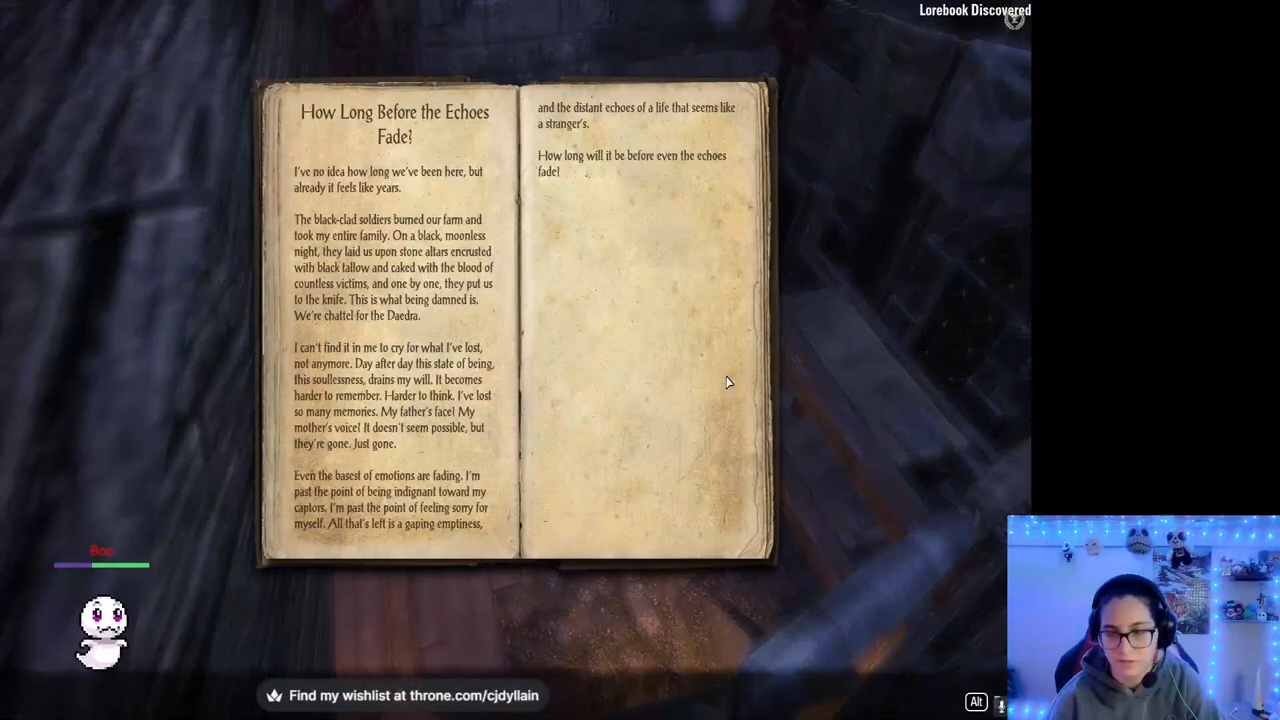 Lorebook Discovered
How Long Before the Echoes
Fade?
I've no idea how long we've been here, but
already it feels like years.
The black-clad soldiers burned our farm and
took my entire family. On a black, moonless
night, they laid us upon stone altars encrusted
with black tallow and caked with the blood of
countless victims, and one by one, they put us
to the knife. This is what being damned is.
We're chattel for the Daedra.
I can't find it in me to cry for what I've lost,
not anymore. Day after day this state of being,
this soullessness, drains my will. It becomes
harder to remember. Harder to think. I've lost
so many memories. My father's face? My
mother's voice? It doesn't seem possible, but
they're gone. Just gone.
Even the basest of emotions are fading. I'm
past the point of being indignant toward my
captors. I'm past the point of feeling sorry for
myself. All that's left is a gaping emptiness,
and the distant echoes of a life that seems like
a stranger's.
How long will it be before even the echoes
fade?
Boo
Find my wishlist at throne.com/cjdyllain
Alt